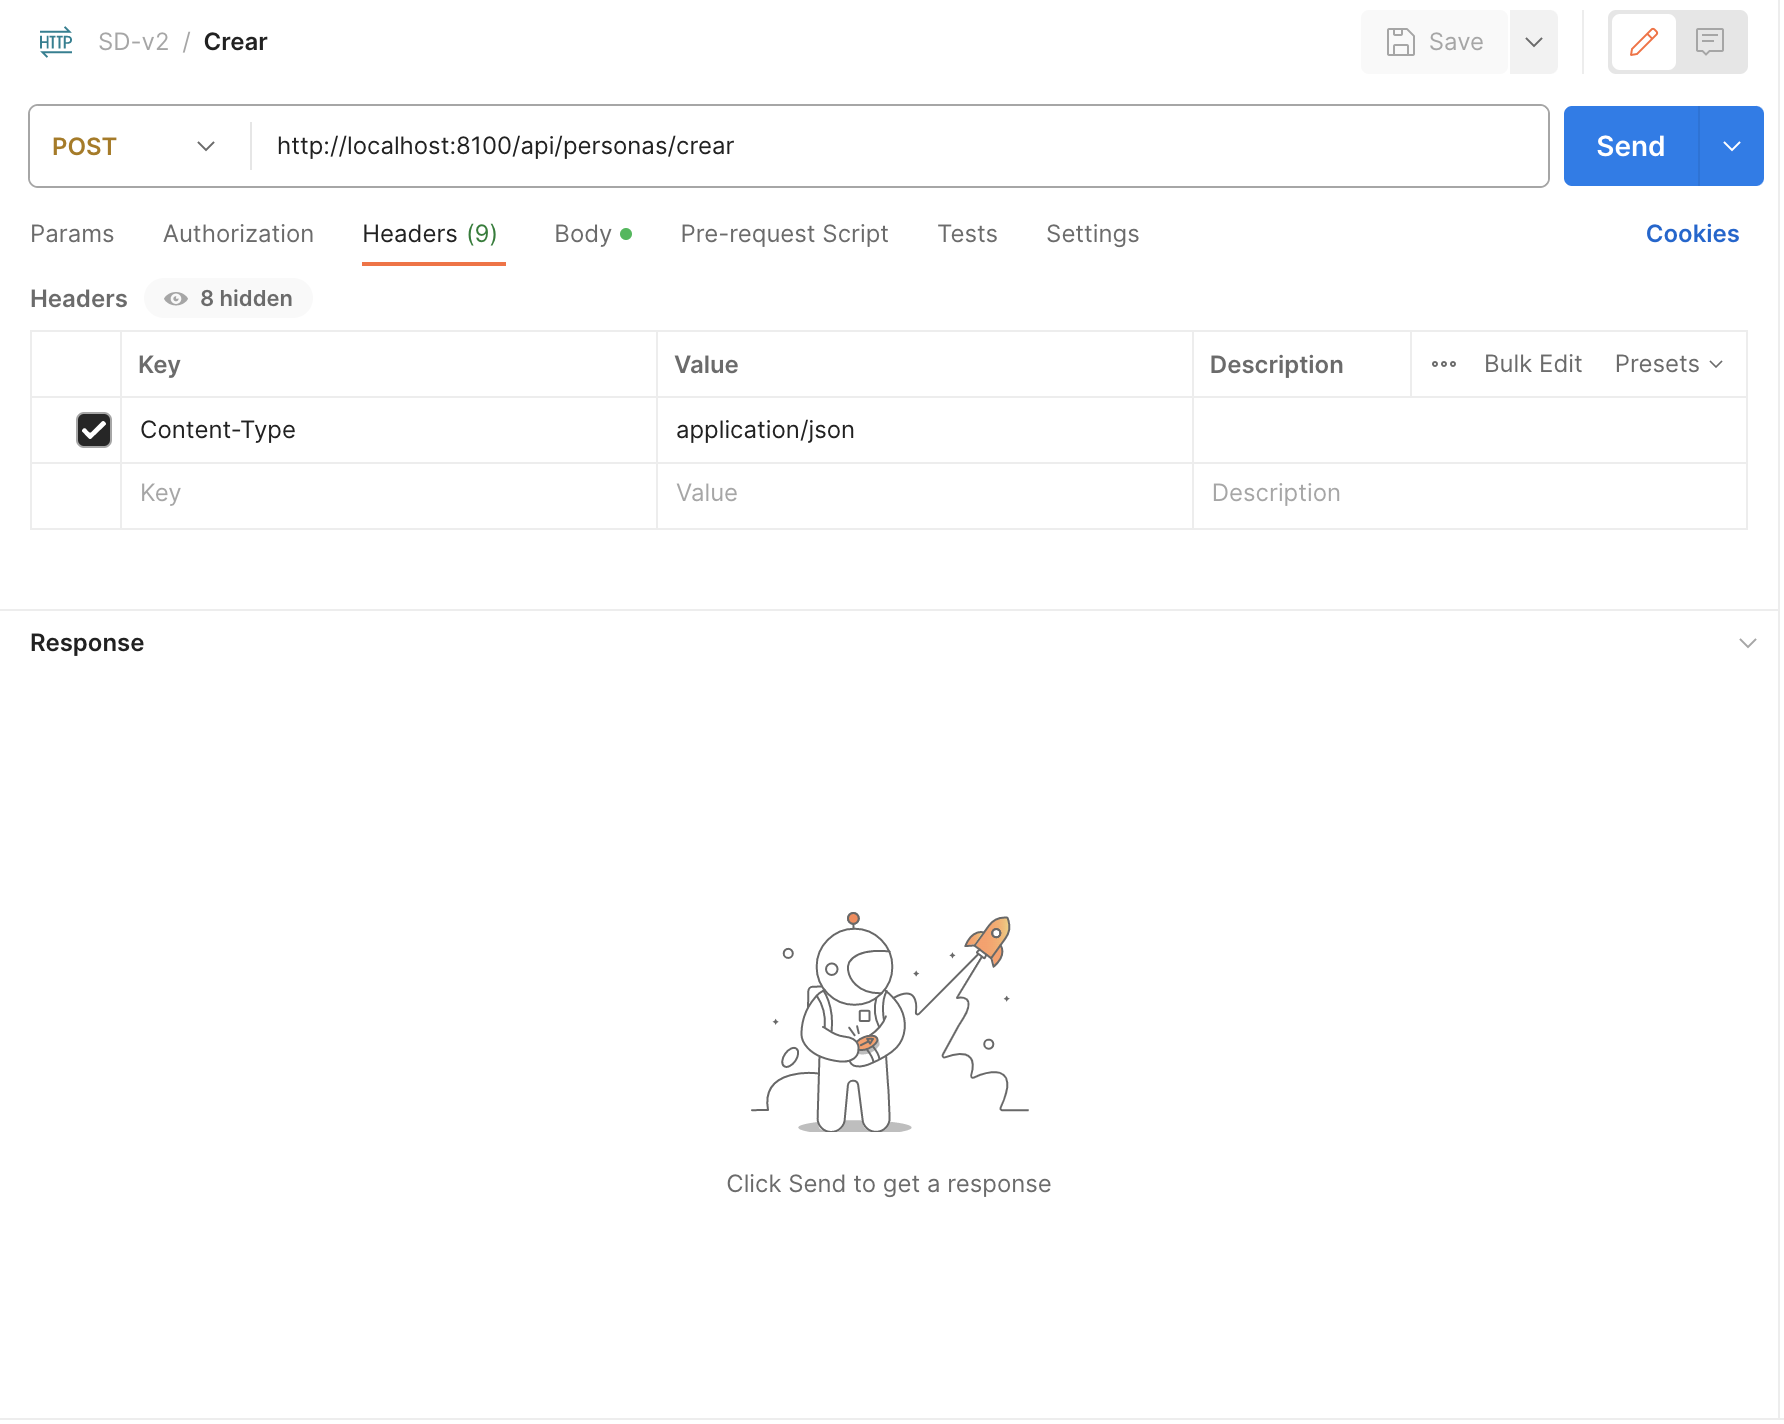 HTTP SD-v2 / Crear Save
POST http://localhost:8100/api/personas/crear Send
Params Authorization Headers (9) Body Pre-request Script Tests Settings Cookies
Headers 8 hidden
Key Value Description Bulk Edit Presets
Content-Type application/json
Key Value Description
Response
Click Send to get a response